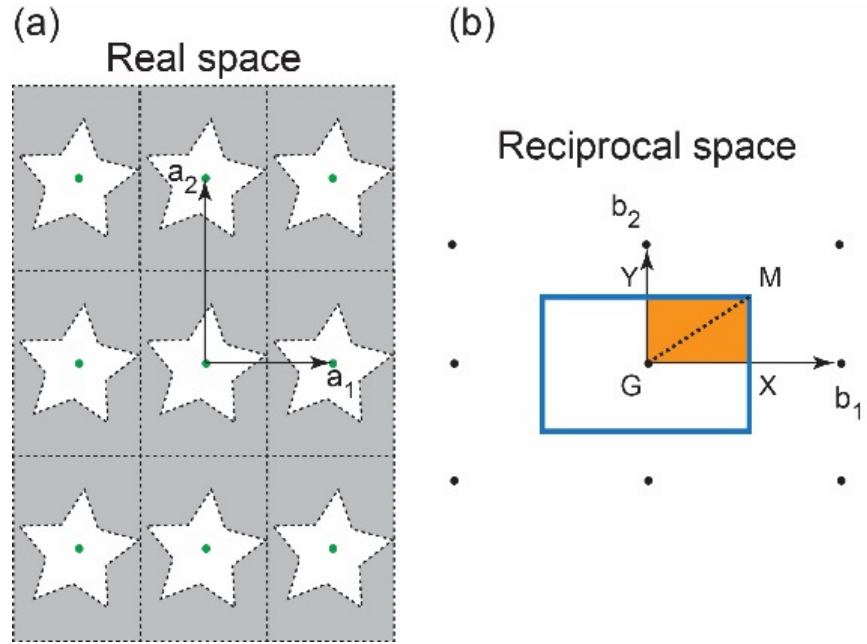 (a)
Real space
a2
a1
(b)
Reciprocal space
b2
Y
M
G
X
b1